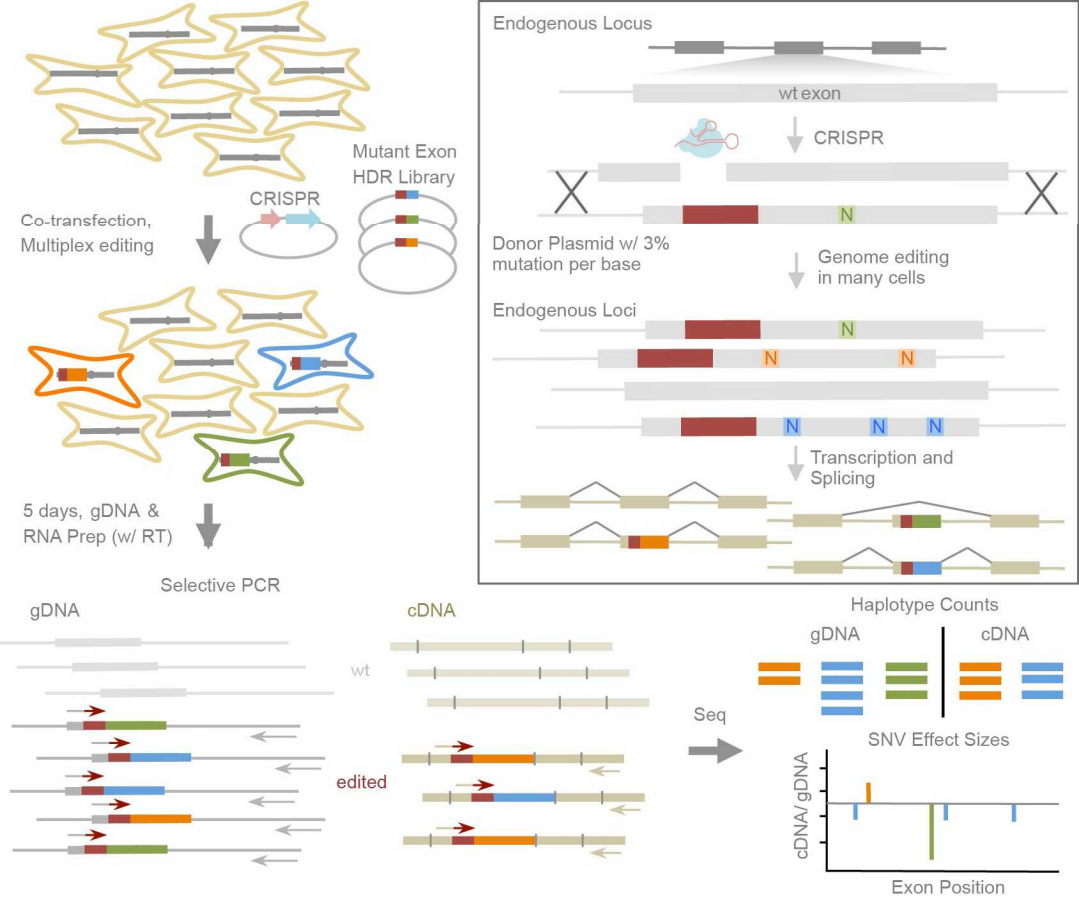 Mutant Exon
HDR Library
CRISPR
Co-transfection,
Multiplex editing
5 days, gDNA &
RNA Prep (w/ RT)
Endogenous Locus
wt exon
CRISPR
N
Donor Plasmid w/ 3%
mutation per base
Genome editing
in many cells
Endogenous Loci
N
N N
N N N
Transcription and
Splicing
Selective PCR
gDNA
cDNA
wt
edited
Seq
Haplotype Counts
gDNA
cDNA
SNV Effect Sizes
cDNA/ gDNA
Exon Position